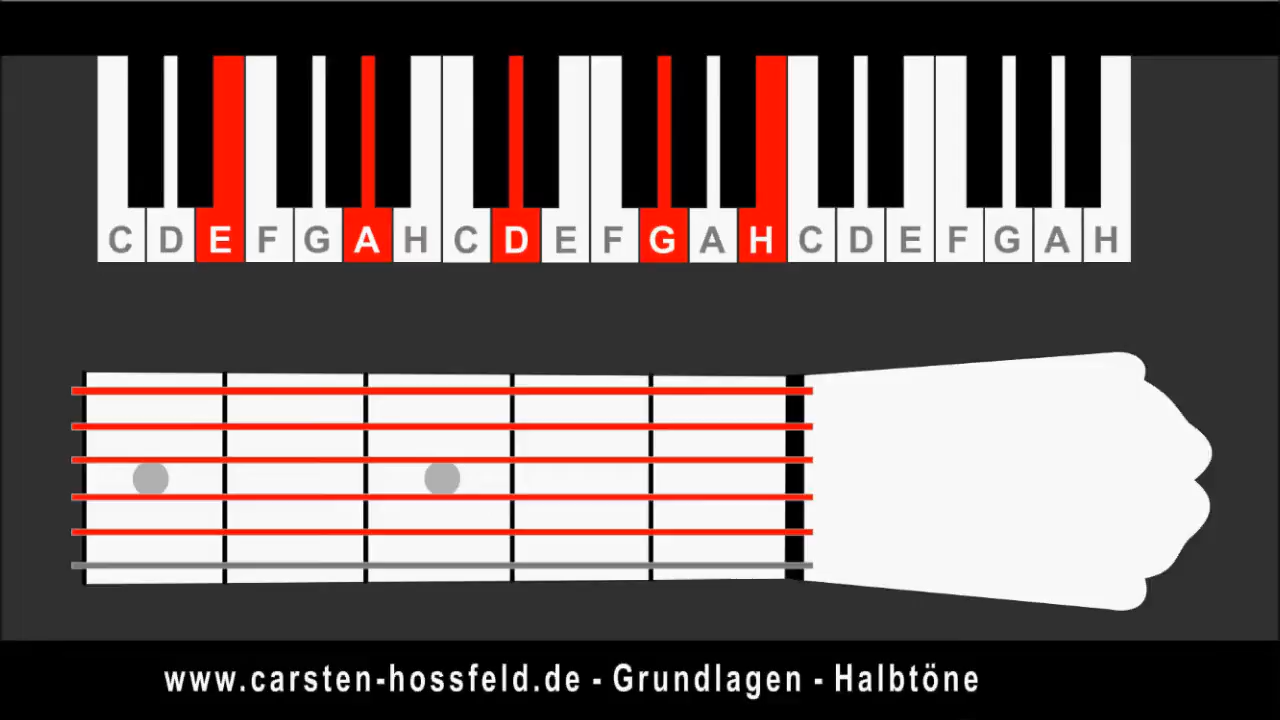 C D E F G A H C D E F G A H C D E F G A H
www.carsten-hossfeld.de - Grundlagen - Halbtöne